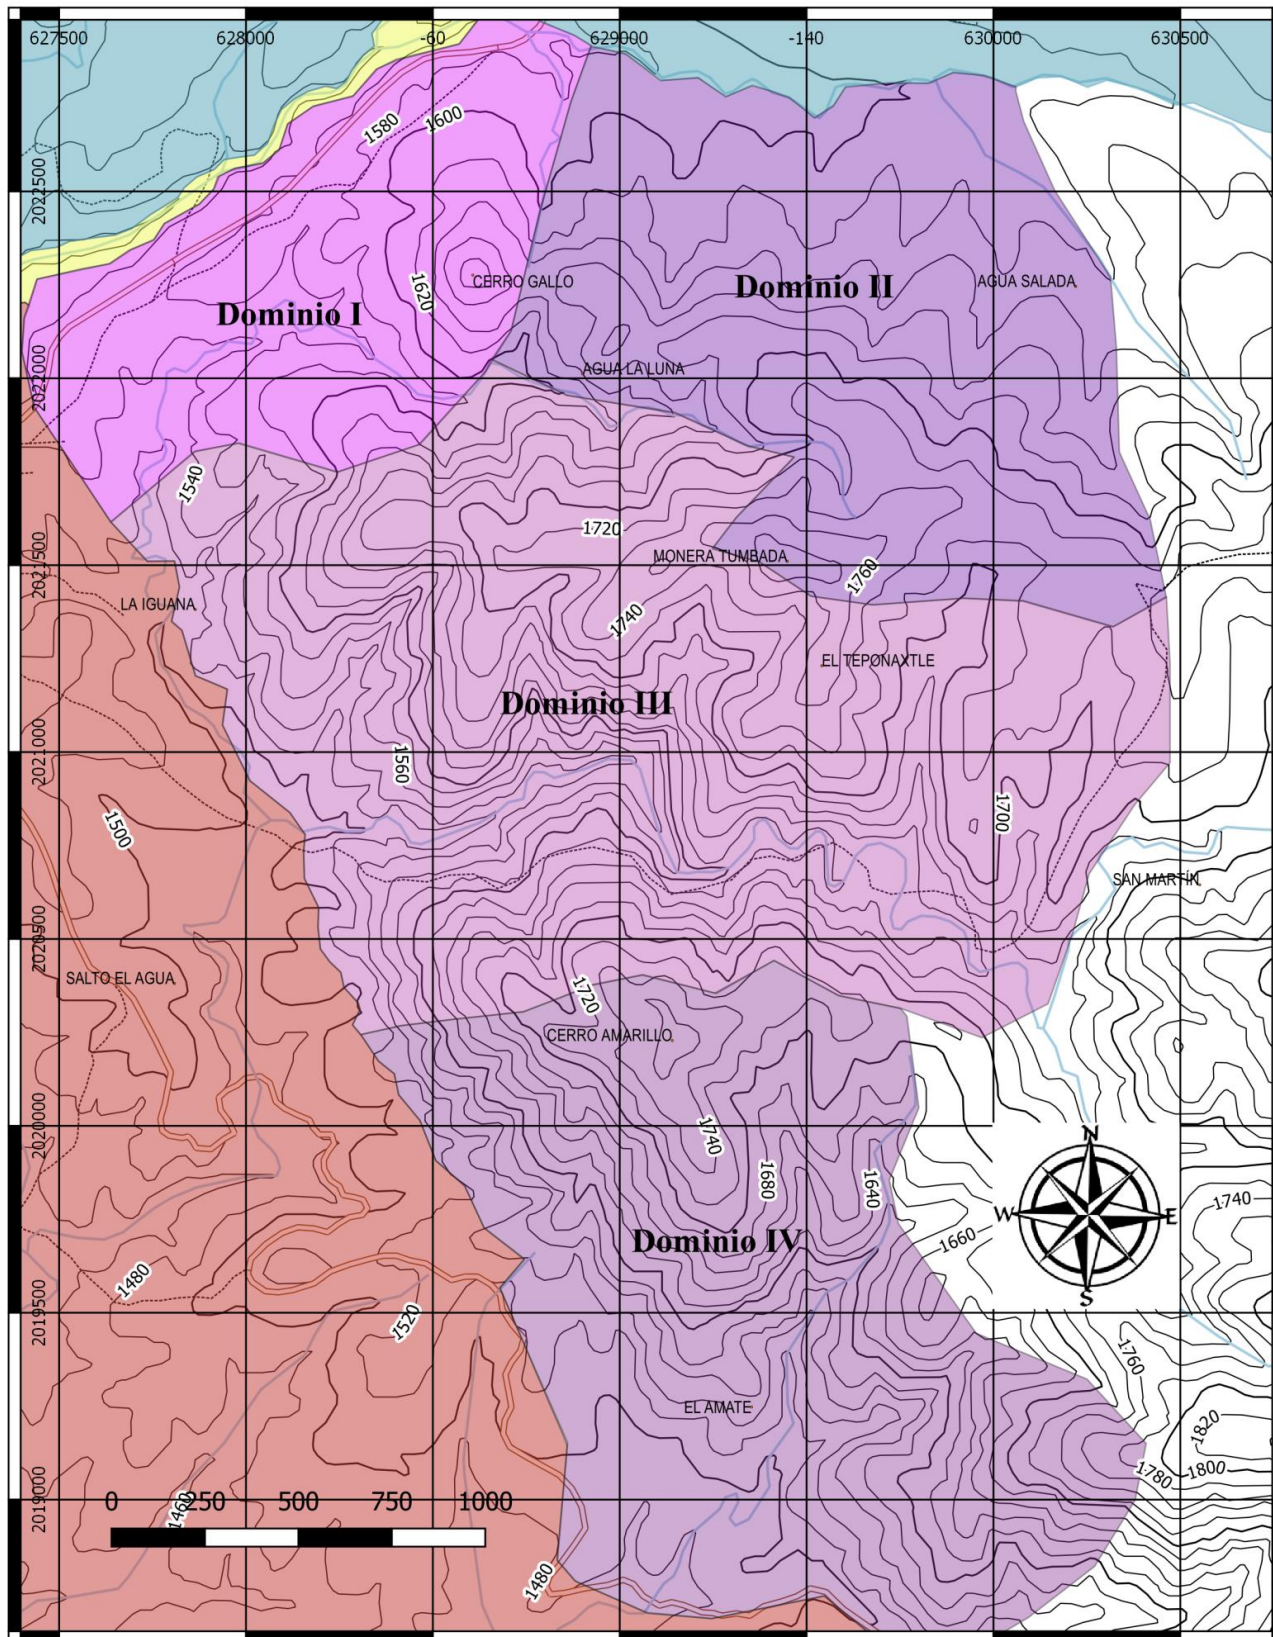 627500 628000 -60 629000 -140 630000 630500
1580
1600
2022500
CERRO GALLO
AGUA SALADA
Dominio II
1620
Dominio I
2022000
AGUA LA LUNA
1540
1720
2021500
MONERA TUMBADA
1760
LA IGUANA
1740
EL TEPONAXTLE
Dominio III
2021000
1560
1700
1500
SAN MARTÍN
2020500
SALTO EL AGUA
1720
CERRO AMARILLO
2020000
1740
N
1680
1640
1740
W E
1660
Dominio IV
1480
S
2019500
1520
1760
EL AMATE
1820
1780
1800
2019000
0 250 500 750 1000
1460
1480